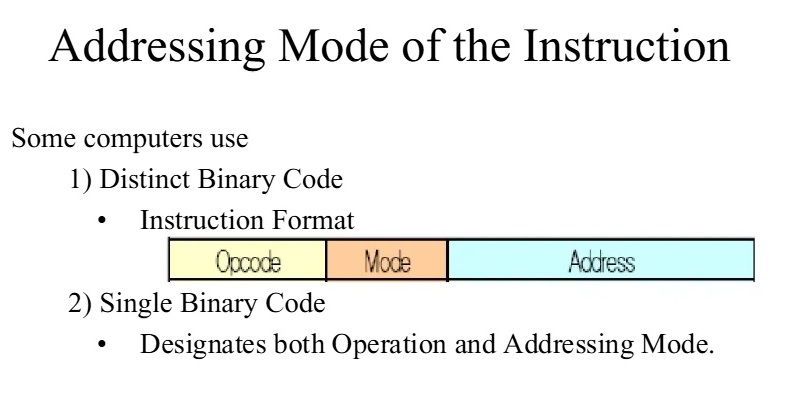 Addressing Mode of the Instruction
Some computers use
1) Distinct Binary Code
• Instruction Format
Opcode Mode Address
2) Single Binary Code
• Designates both Operation and Addressing Mode.